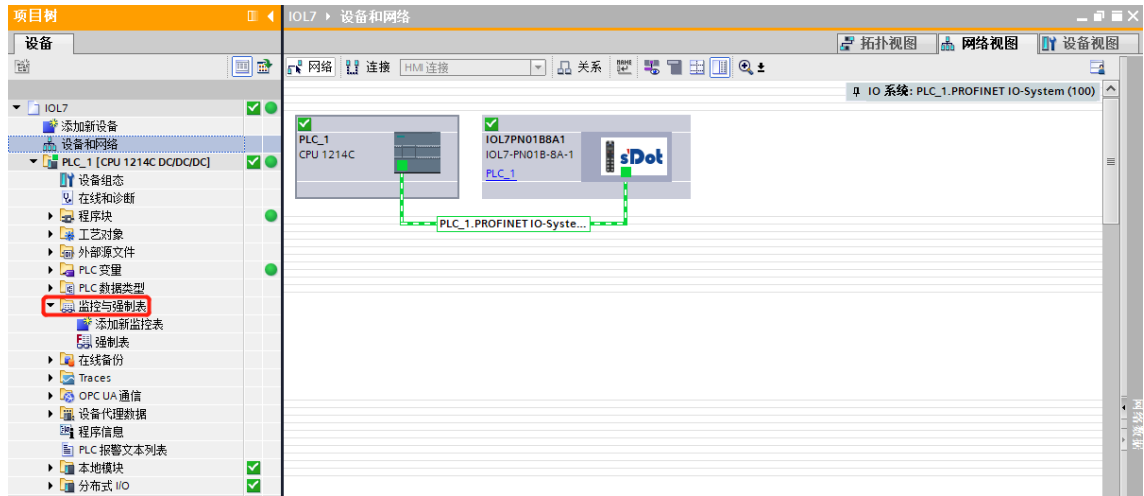 项目树
IOL7 › 设备和网络
设备
拓扑视图
网络视图
设备视图
网络
连接
HMI 连接
关系
IO 系统: PLC_1.PROFINET IO-System (100)
IOL7
添加新设备
设备和网络
PLC_1 [CPU 1214C DC/DC/DC]
设备组态
在线和诊断
程序块
工艺对象
外部源文件
PLC 变量
PLC 数据类型
监控与强制表
添加新监控表
强制表
在线备份
Traces
OPC UA 通信
设备代理数据
程序信息
PLC 报警文本列表
本地模块
分布式 I/O
PLC_1
CPU 1214C
IOL7PN01B8A1
IOL7-PN01B-8A-1
PLC_1
s'Dot
PLC_1.PROFINET IO-Syste...
网络数据